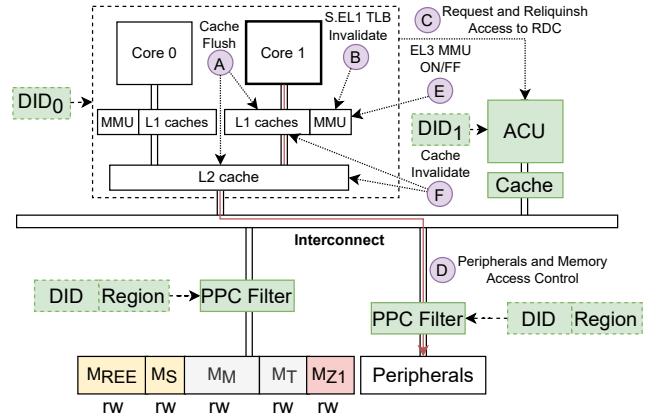 Core 0
Cache
Flush
A
Core 1
S.EL1 TLB
Invalidate
B
C
Request and Reliquinsh
Access to RDC
EL3 MMU
ON/FF
E
DID0
MMU
L1 caches
L1 caches
MMU
DID1
ACU
Cache
L2 cache
Cache
Invalidate
F
Interconnect
D
Peripherals and Memory
Access Control
DID
Region
PPC Filter
PPC Filter
DID
Region
MREE
MS
MM
MT
MZ1
Peripherals
rw
rw
rw
rw
rw